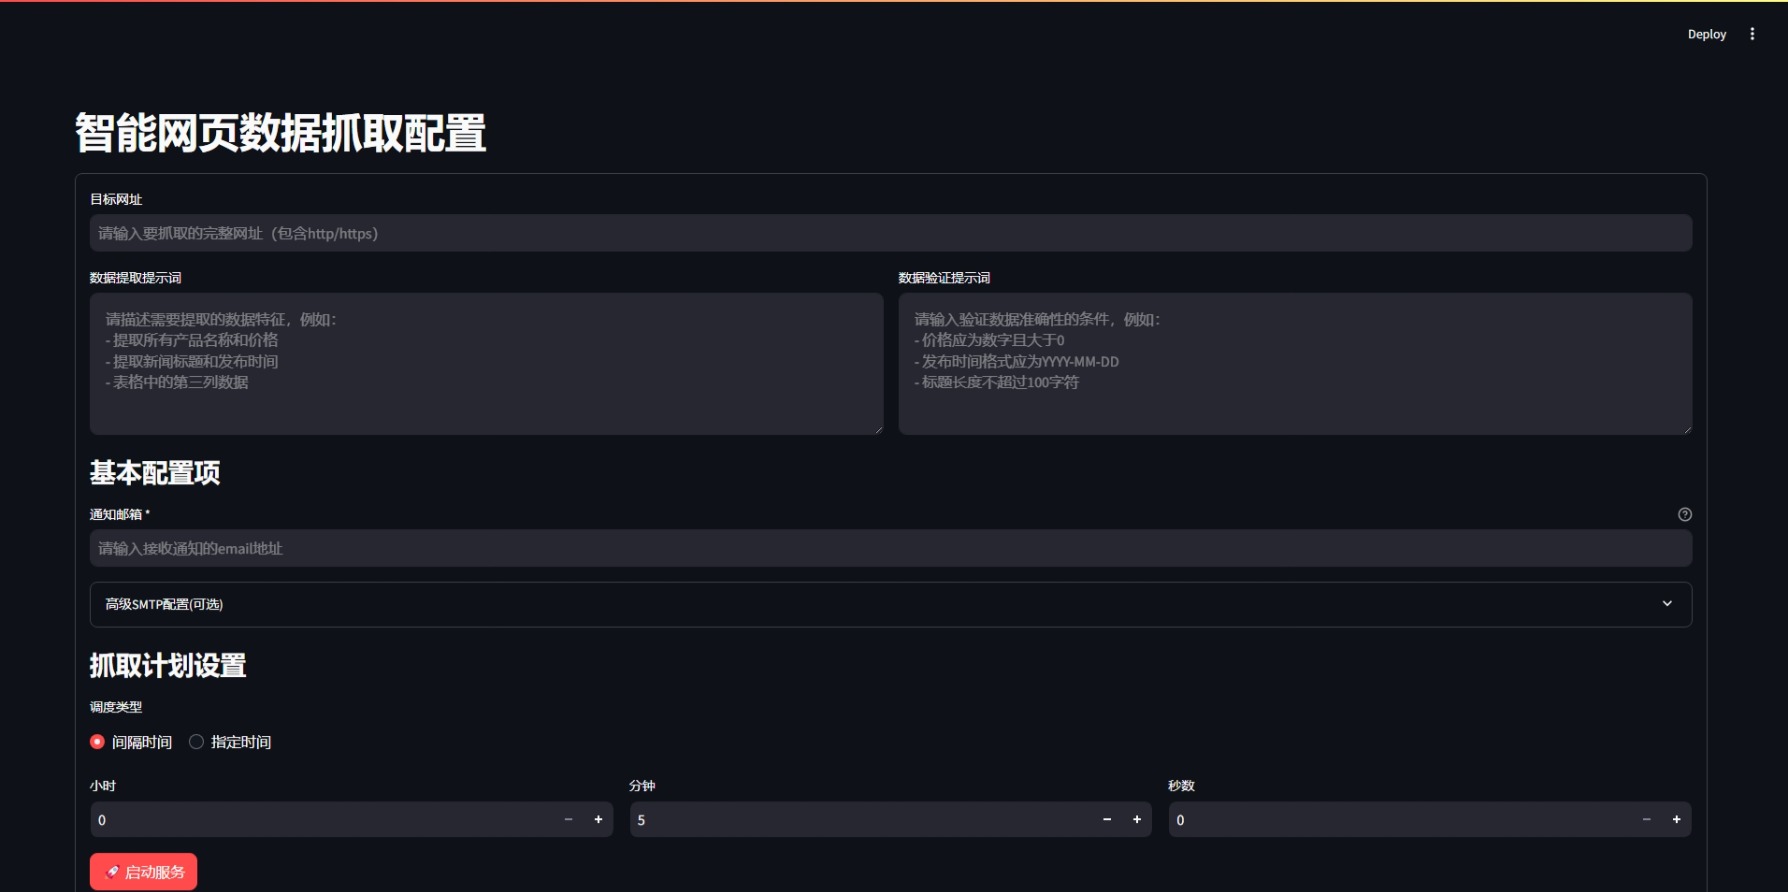 Deploy
智能网页数据抓取配置
目标网址
请输入要抓取的完整网址（包含http/https）
数据提取提示词
请描述需要提取的数据特征，例如：
- 提取所有产品名称和价格
- 提取新闻标题和发布时间
- 表格中的第三列数据
数据验证提示词
请输入验证数据准确性的条件，例如：
- 价格应为数字且大于0
- 发布时间格式应为YYYY-MM-DD
- 标题长度不超过100字符
基本配置项
通知邮箱 *
请输入接收通知的email地址
高级SMTP配置(可选)
抓取计划设置
调度类型
间隔时间 指定时间
小时 分钟 秒数
0 5 0
🚀 启动服务